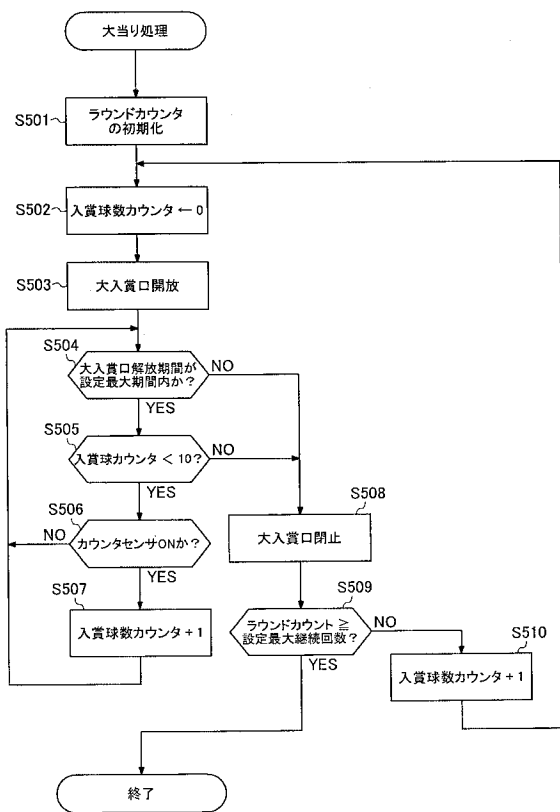 大当り処理
S501
ラウンドカウンタ
の初期化
S502
入賞球数カウンタ ← 0
S503
大入賞口開放
S504
大入賞口解放期間が
設定最大期間内か?
NO
YES
S505
入賞球カウンタ < 10?
NO
YES
S506
カウンタセンサONか?
NO
YES
S507
入賞球数カウンタ + 1
S508
大入賞口閉止
S509
ラウンドカウント ≧
設定最大継続回数?
NO
YES
S510
入賞球数カウンタ + 1
終了